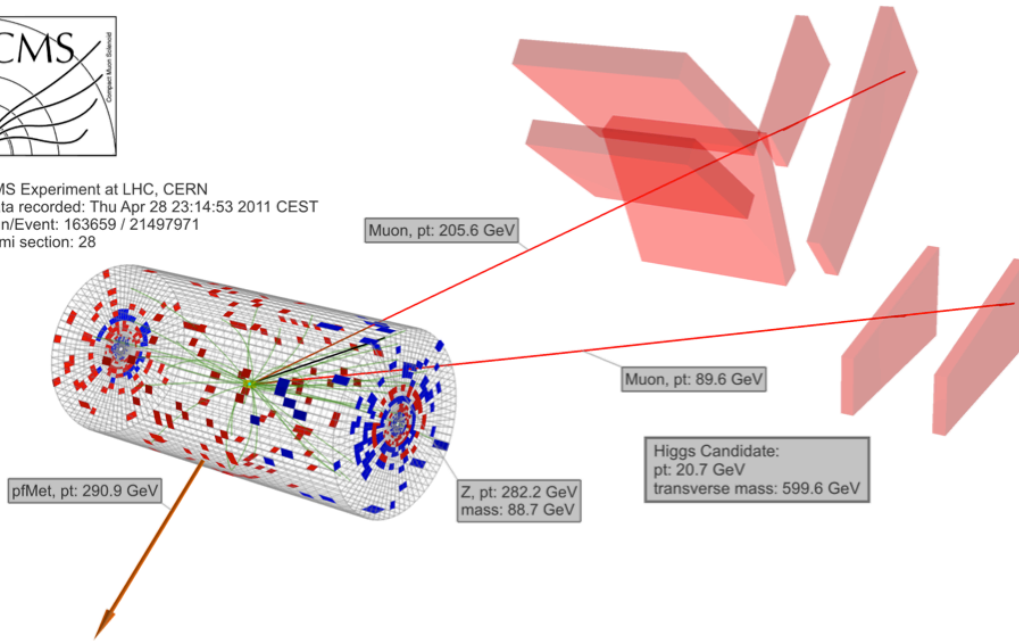 CMS
Compact Muon Solenoid
MS Experiment at LHC, CERN
ta recorded: Thu Apr 28 23:14:53 2011 CEST
n/Event: 163659 / 21497971
mi section: 28
Muon, pt: 205.6 GeV
Muon, pt: 89.6 GeV
Higgs Candidate:
pt: 20.7 GeV
transverse mass: 599.6 GeV
pfMet, pt: 290.9 GeV
Z, pt: 282.2 GeV
mass: 88.7 GeV